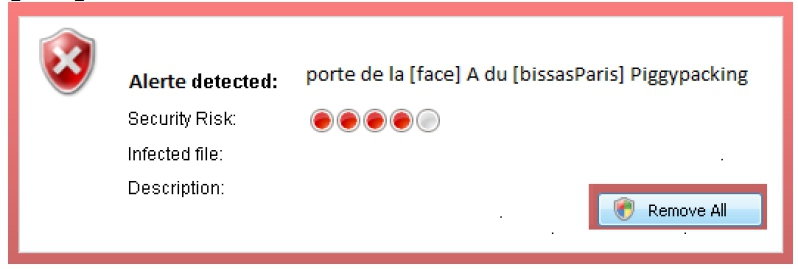 Alerte detected: porte de la [face] A du [bissasParis] Piggypacking
Security Risk:
Infected file:
Description:
Remove All